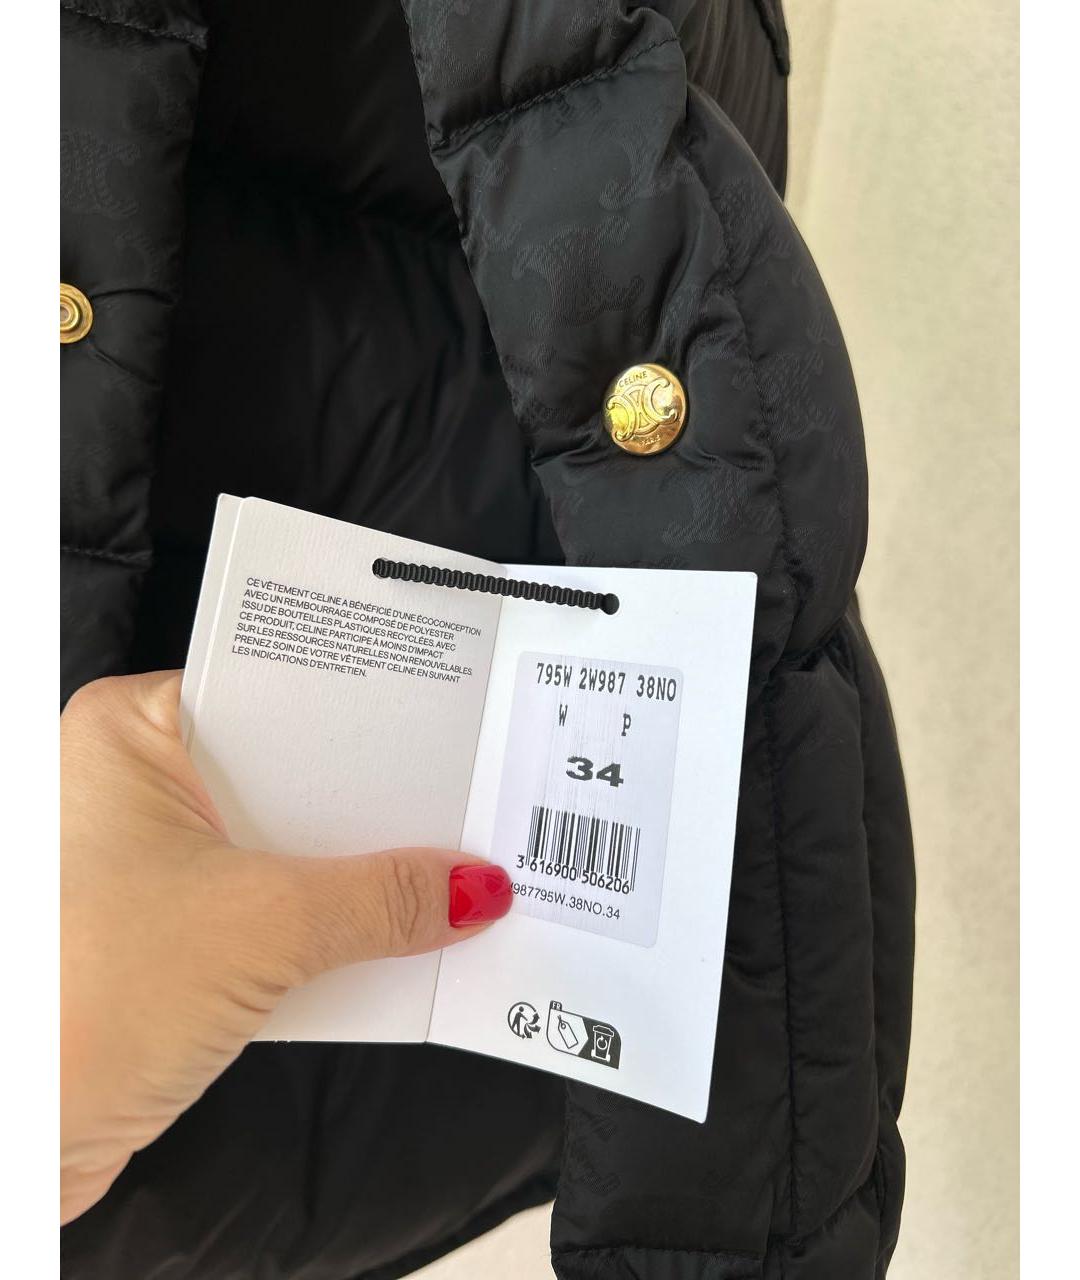 CELINE
PARIS
CE VÊTEMENT CELINE A BÉNÉFICIÉ D'UNE ÉCOCONCEPTION
AVEC UN REMBOURRAGE COMPOSÉ DE POLYESTER
ISSU DE BOUTEILLES PLASTIQUES RECYCLÉES. AVEC
CE PRODUIT, CELINE PARTICIPE À MOINS D'IMPACT
SUR LES RESSOURCES NATURELLES NON RENOUVELABLES.
PRENEZ SOIN DE VOTRE VÊTEMENT CELINE EN SUIVANT
LES INDICATIONS D'ENTRETIEN.
795W 2W987 38NO
W P
34
3 616900 506206
987795W.38NO.34
FR